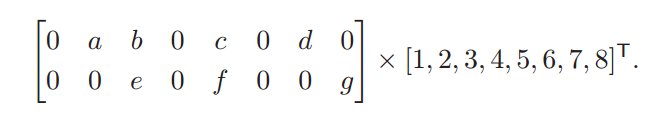 0 a b 0 c 0 d 0
0 0 e 0 f 0 0 g
× [1, 2, 3, 4, 5, 6, 7, 8]⊤.